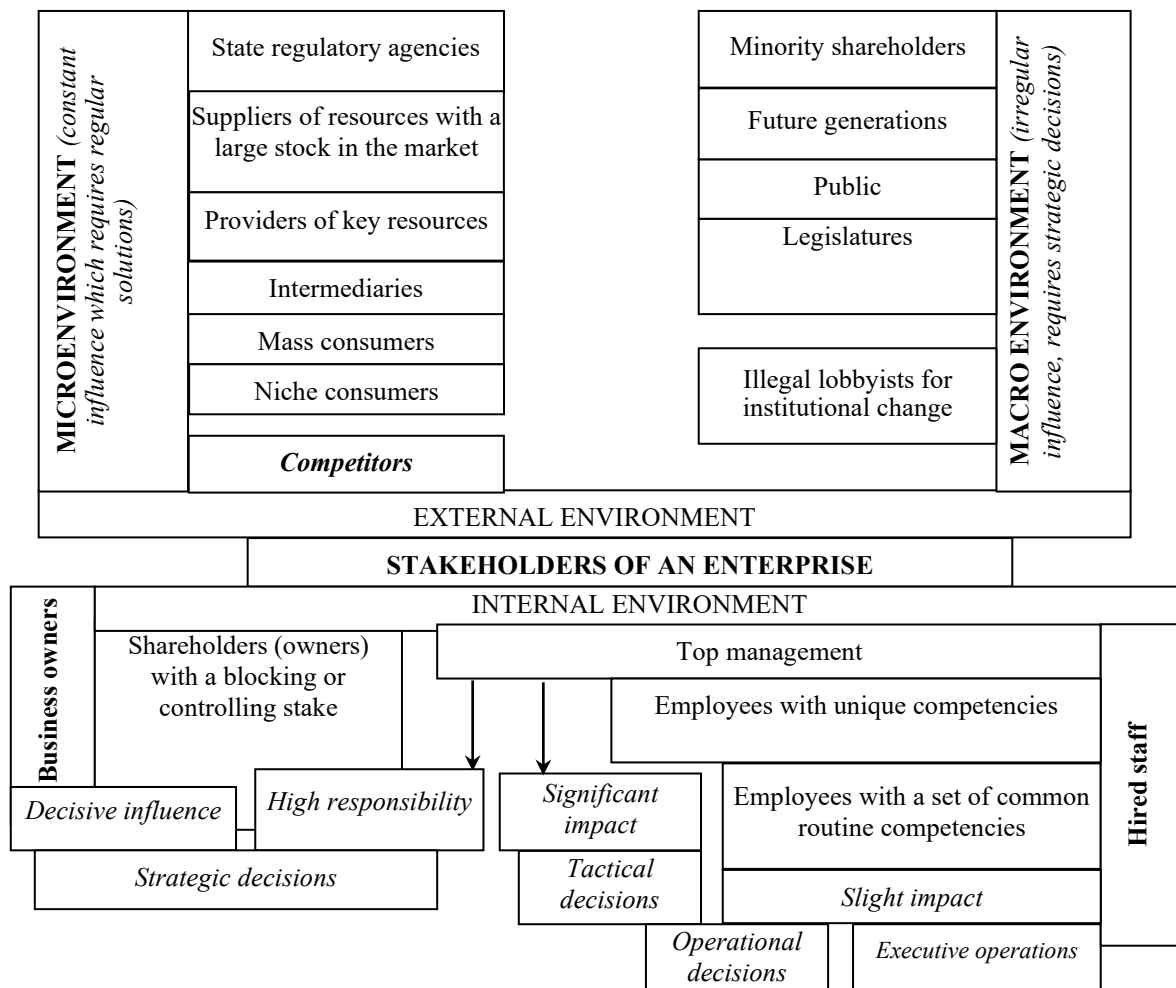 MICROENVIRONMENT (constant
influence which requires regular
solutions)
State regulatory agencies
Suppliers of resources with a
large stock in the market
Providers of key resources
Intermediaries
Mass consumers
Niche consumers
Competitors
Minority shareholders
Future generations
Public
Legislatures
Illegal lobbyists for
institutional change
MACRO ENVIRONMENT (irregular
influence, requires strategic decisions)
EXTERNAL ENVIRONMENT
STAKEHOLDERS OF AN ENTERPRISE
INTERNAL ENVIRONMENT
Business owners
Shareholders (owners)
with a blocking or
controlling stake
Top management
Employees with unique competencies
Decisive influence
High responsibility
Strategic decisions
Significant
impact
Tactical
decisions
Employees with a set of common
routine competencies
Slight impact
Operational
decisions
Executive operations
Hired staff